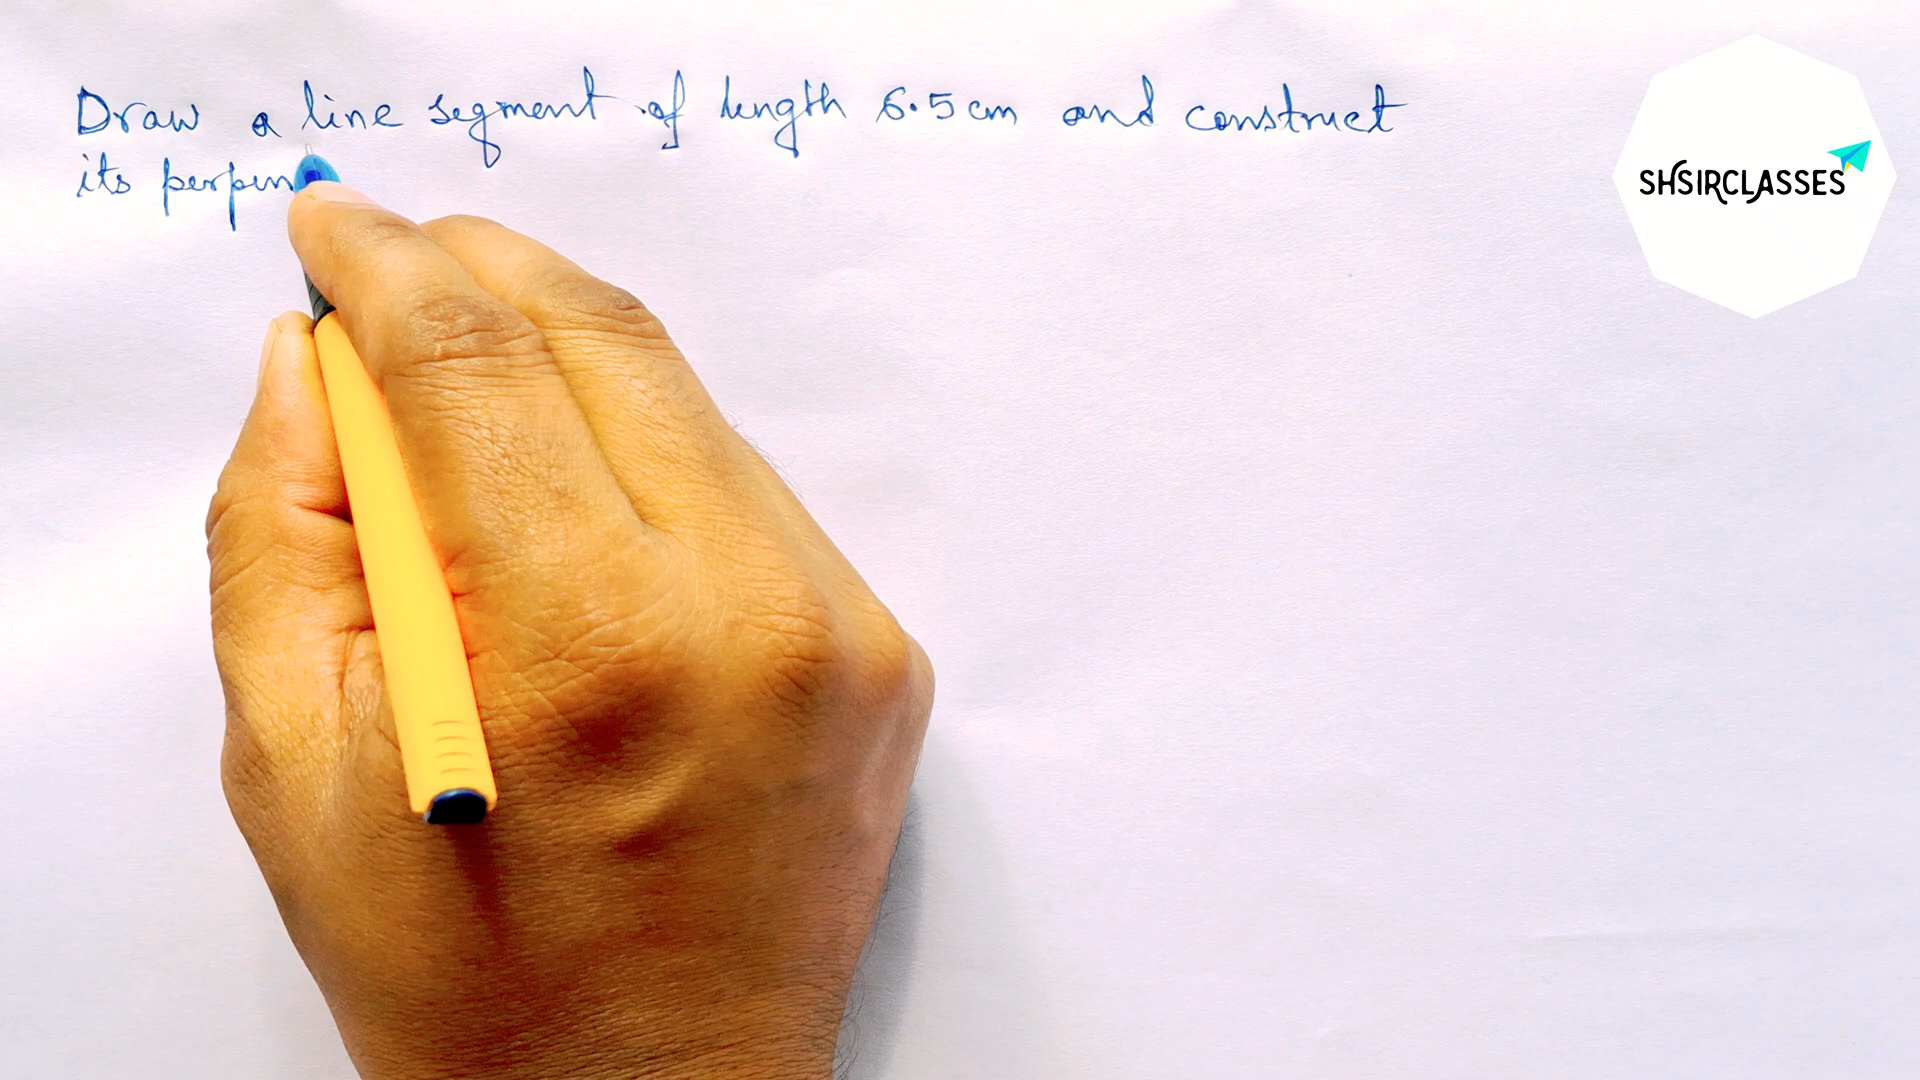 Draw a line segment of length 6.5 cm and construct
its perpen
SHSIRCLASSES